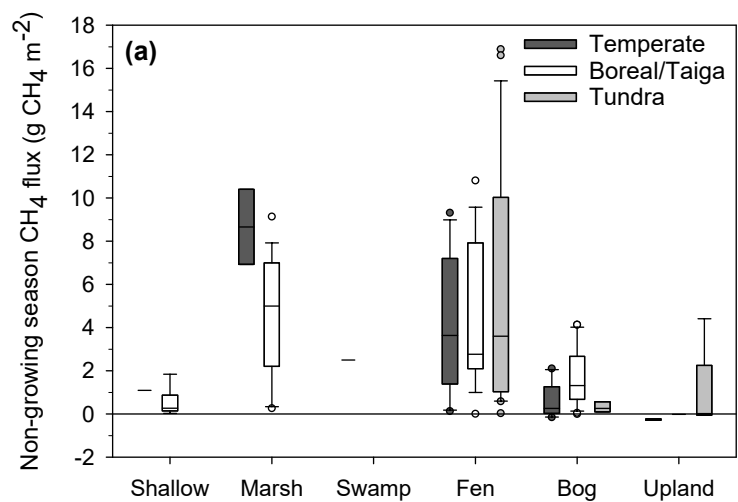 Non-growing season CH4 flux (g CH4 m-2)
18
16
14
12
10
8
6
4
2
0
-2
(a)
Temperate
Boreal/Taiga
Tundra
Shallow Marsh Swamp Fen Bog Upland